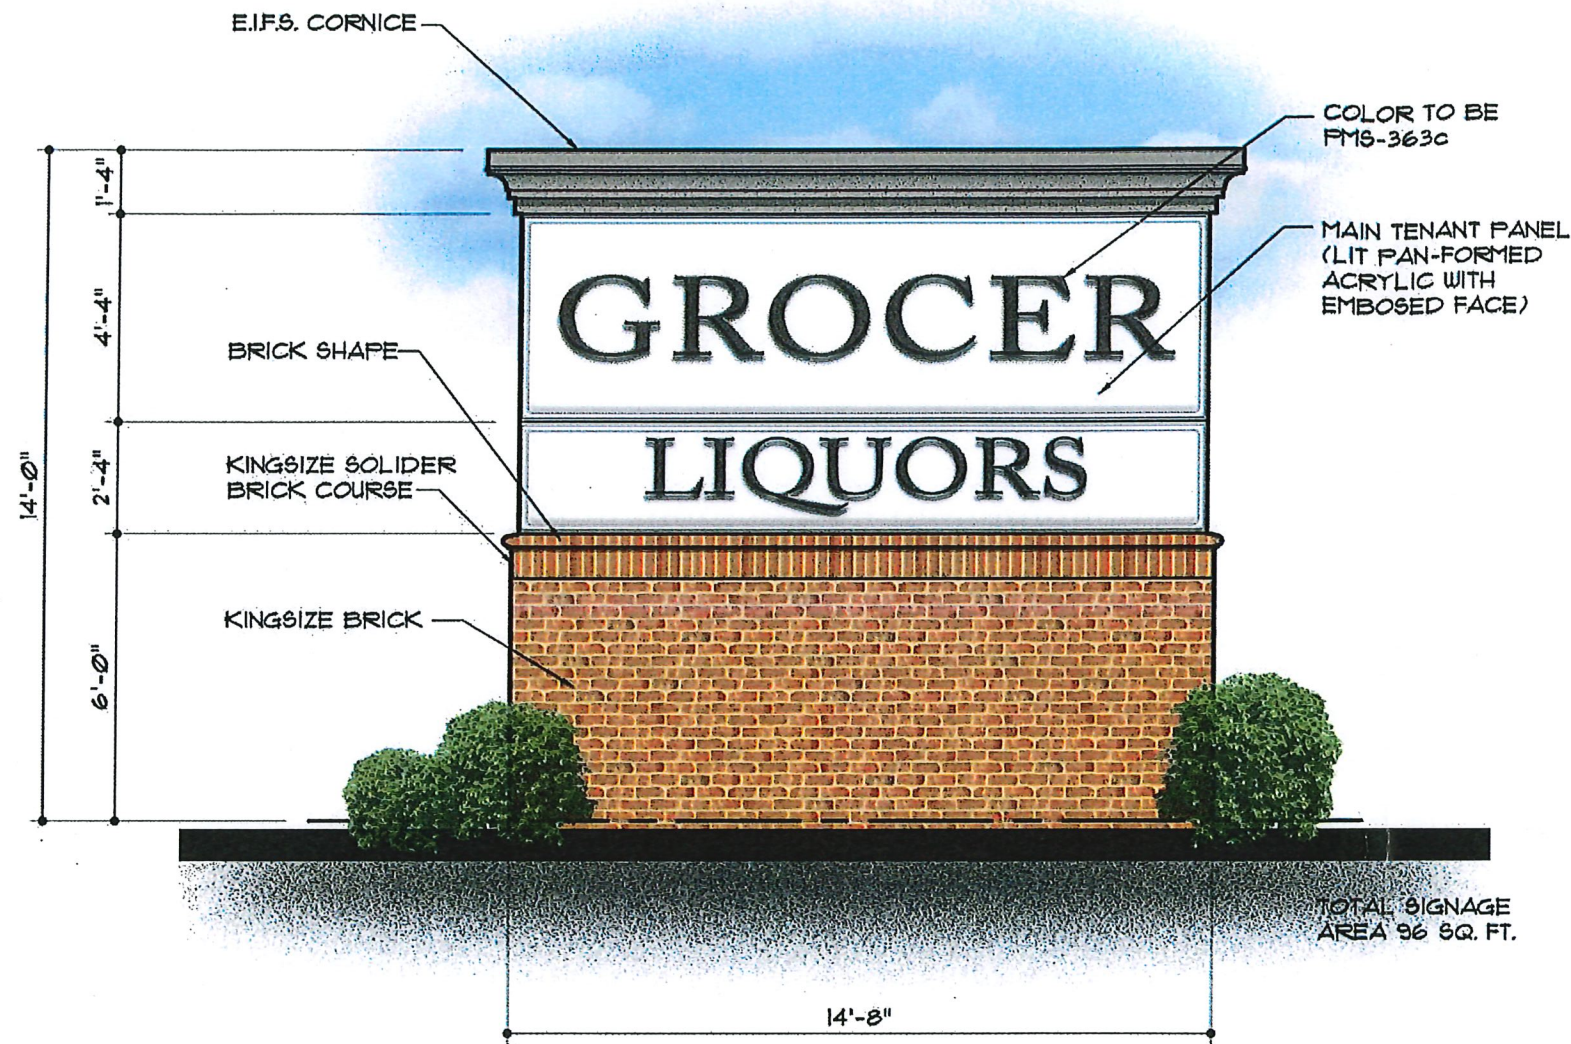 E.I.F.S. CORNICE
COLOR TO BE
PMS-363c
MAIN TENANT PANEL
(LIT PAN-FORMED
ACRYLIC WITH
EMBOSED FACE)
GROCER
LIQUORS
BRICK SHAPE
KINGSIZE SOLIDER
BRICK COURSE
KINGSIZE BRICK
1'-4"
4'-4"
2'-4"
6'-0"
14'-0"
TOTAL SIGNAGE
AREA 96 SQ. FT.
14'-8"